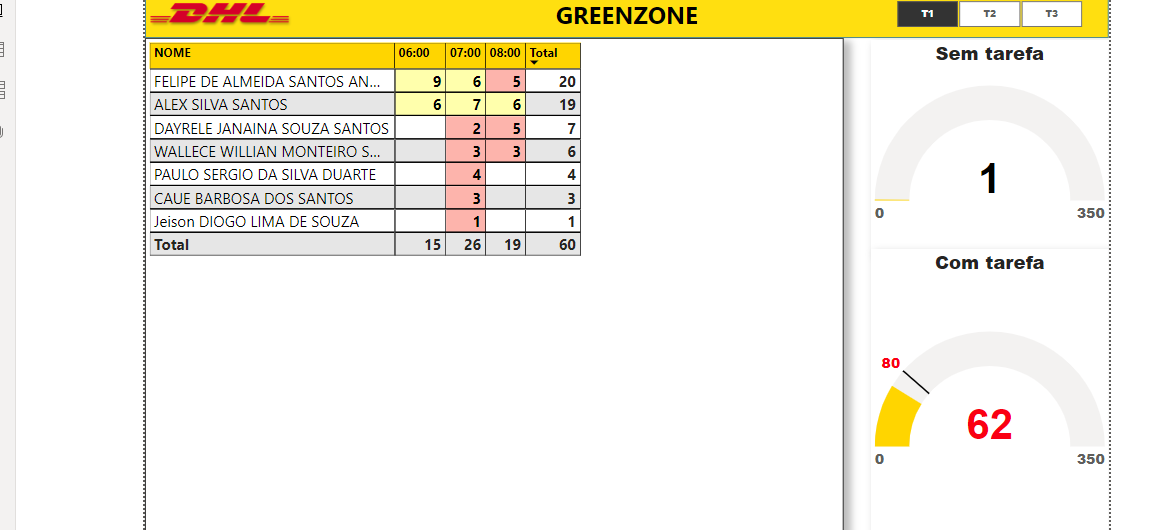 DHL
GREENZONE
T1 T2 T3
NOME 06:00 07:00 08:00 Total
FELIPE DE ALMEIDA SANTOS AN... 9 6 5 20
ALEX SILVA SANTOS 6 7 6 19
DAYRELE JANAINA SOUZA SANTOS 2 5 7
WALLECE WILLIAN MONTEIRO S... 3 3 6
PAULO SERGIO DA SILVA DUARTE 4 4
CAUE BARBOSA DOS SANTOS 3 3
Jeison DIOGO LIMA DE SOUZA 1 1
Total 15 26 19 60
Sem tarefa
1
0 350
Com tarefa
80
62
0 350